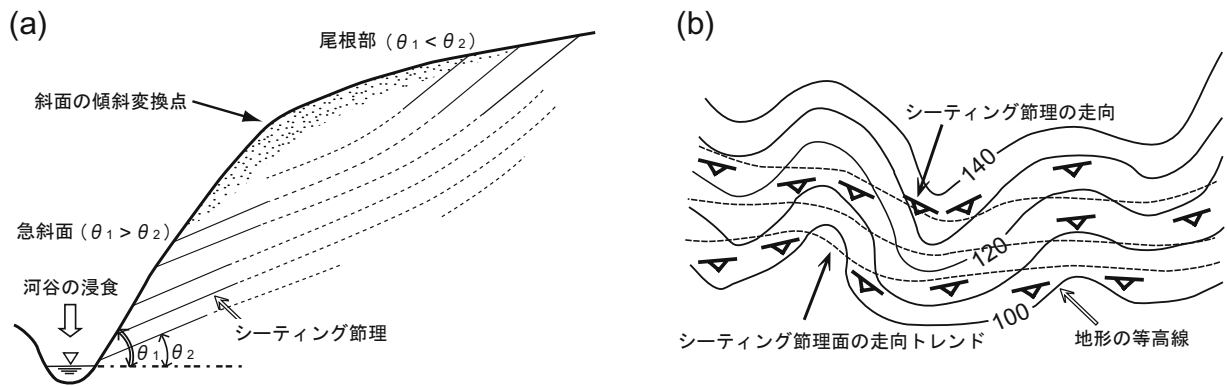 (a)
尾根部（θ₁＜θ₂）
斜面の傾斜変換点
急斜面（θ₁＞θ₂）
河谷の浸食
シーティング節理
θ₁
θ₂
(b)
シーティング節理の走向
140
120
100
シーティング節理面の走向トレンド
地形の等高線